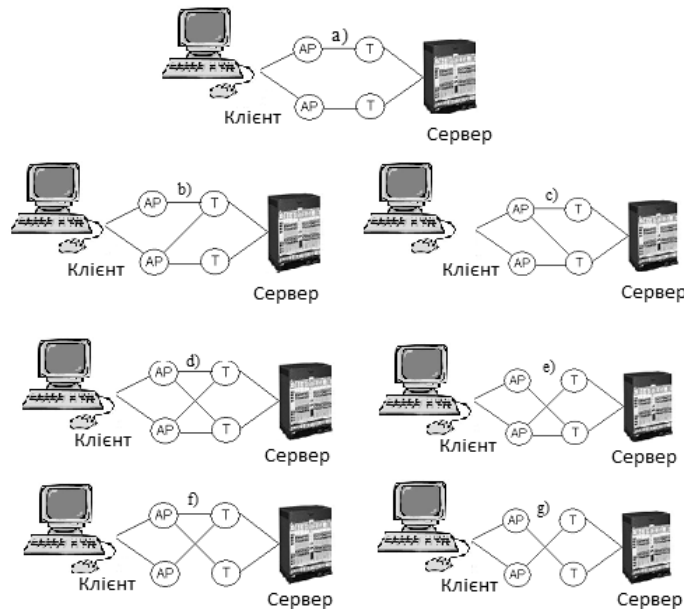 a)
AP T
AP T
Клієнт
Сервер
b)
AP T
AP T
Клієнт
Сервер
c)
AP T
AP T
Клієнт
Сервер
d)
AP T
AP T
Клієнт
Сервер
e)
AP T
AP T
Клієнт
Сервер
f)
AP T
AP T
Клієнт
Сервер
g)
AP T
AP T
Клієнт
Сервер